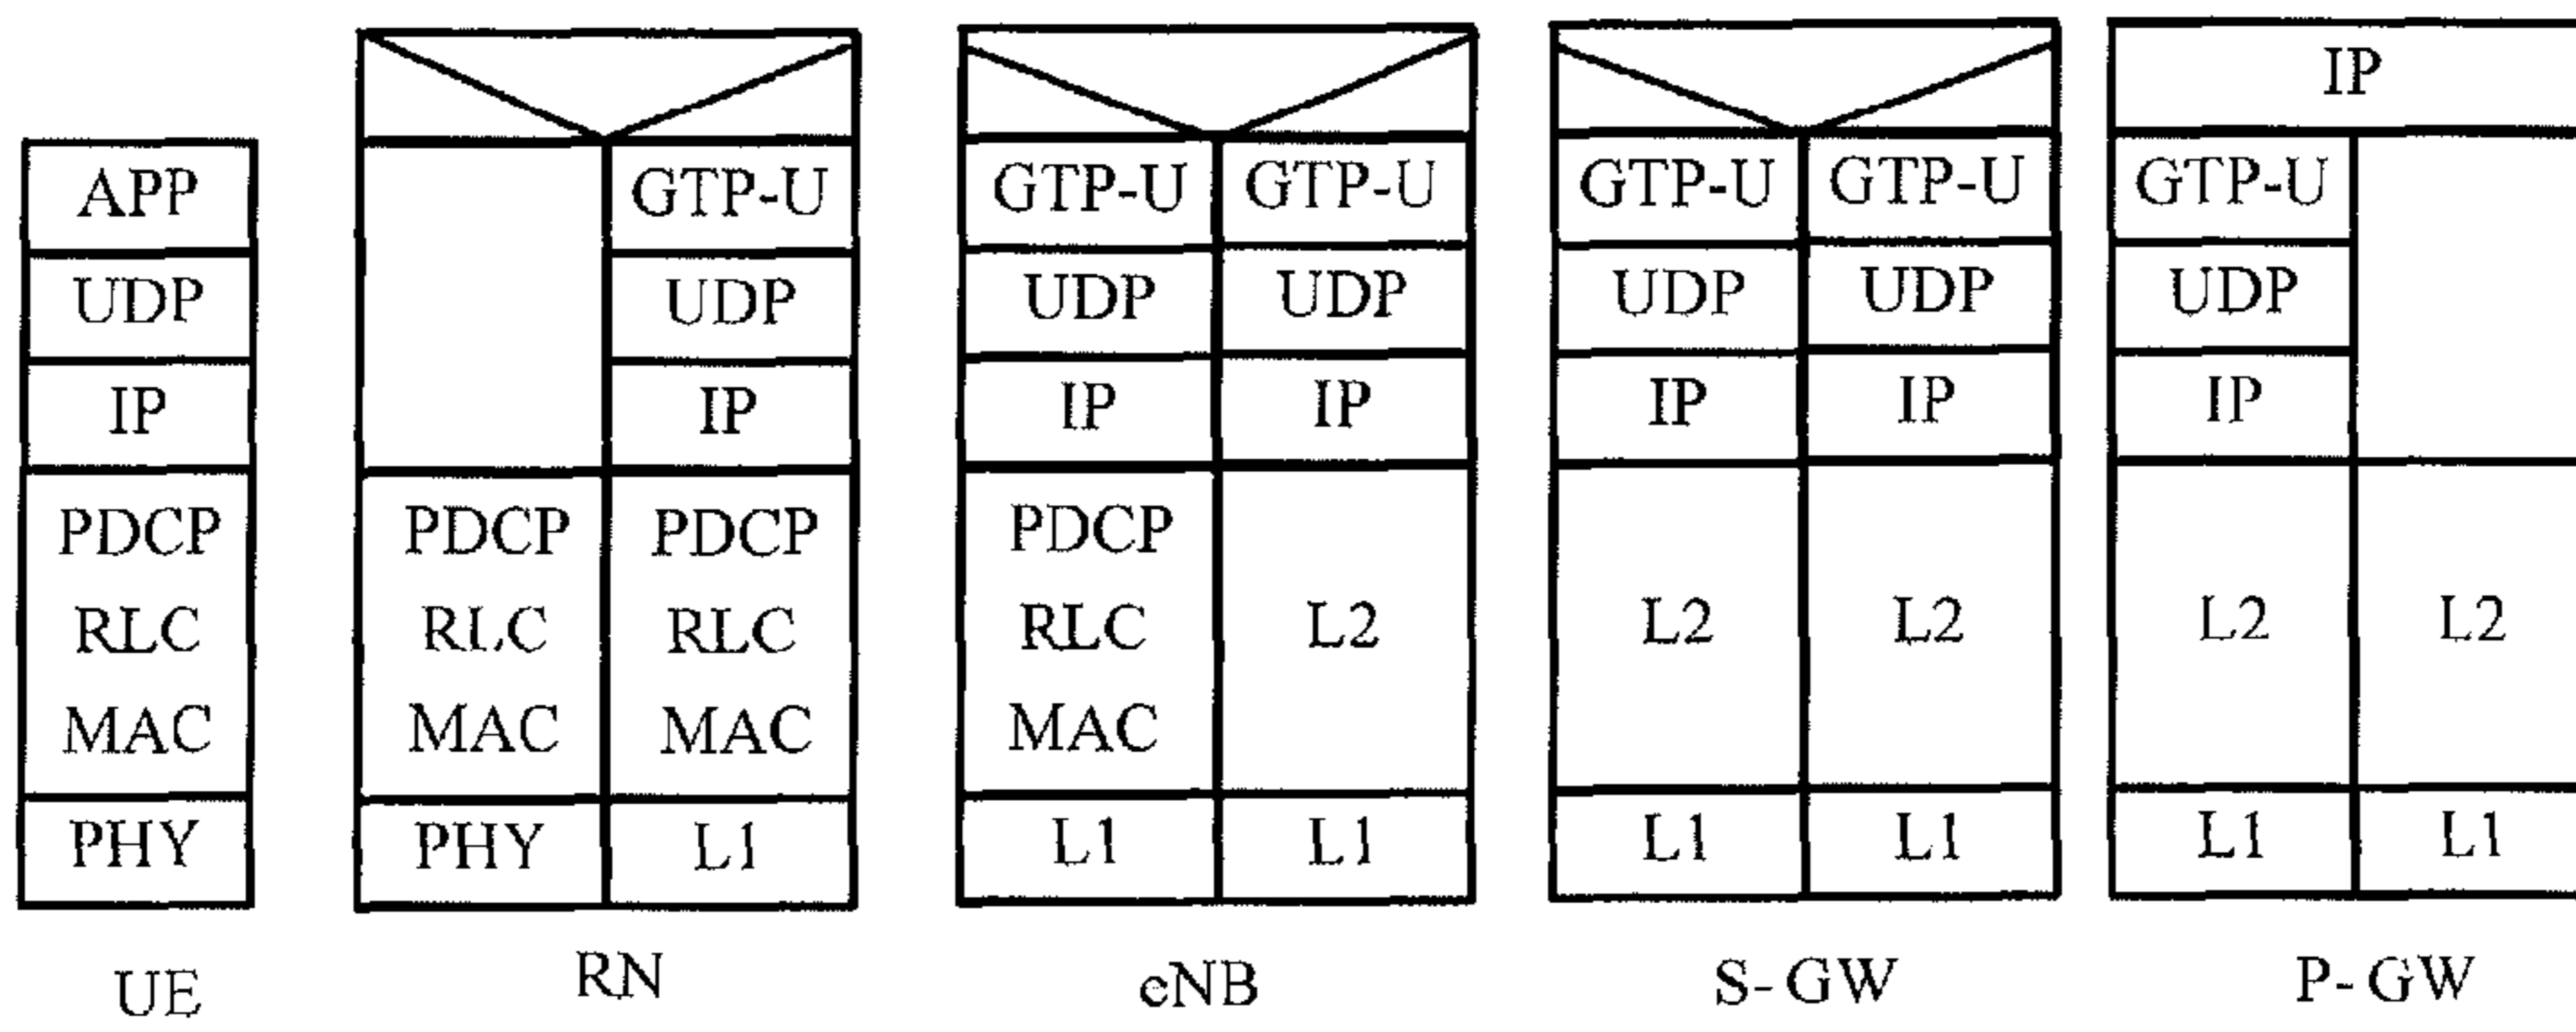 APP
UDP
IP
PDCP
RLC
MAC
PHY
UE
GTP-U
UDP
IP
PDCP
RLC
MAC
PHY
PDCP
RLC
MAC
L1
RN
GTP-U
UDP
IP
PDCP
RLC
MAC
L1
GTP-U
UDP
IP
L2
L1
eNB
GTP-U
UDP
IP
L2
L1
GTP-U
UDP
IP
L2
L1
S-GW
IP
GTP-U
UDP
IP
L2
L1
L2
L1
P-GW